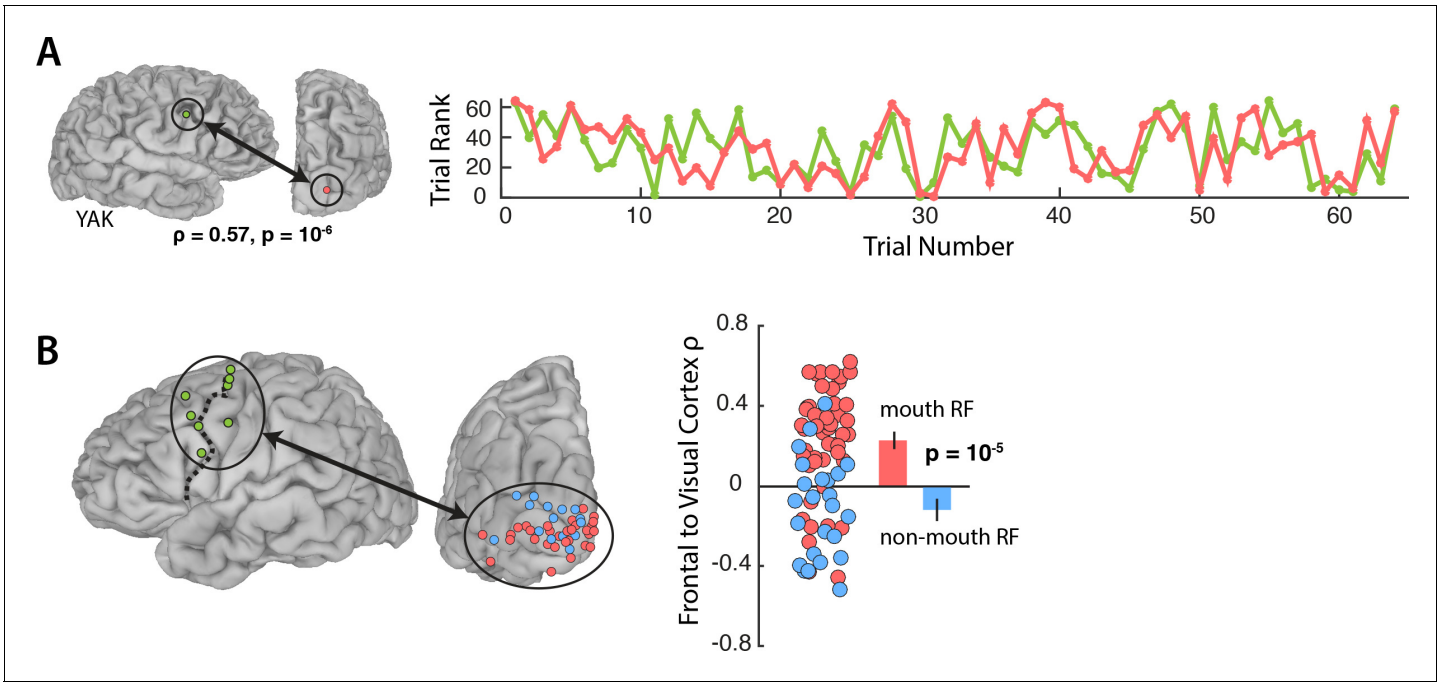 A
YAK
ρ = 0.57, p = 10-6
Trial Rank
60
40
20
0
0 10 20 30 40 50 60
Trial Number
B
Frontal to Visual Cortex ρ
0.8
0.4
0
-0.4
-0.8
mouth RF
p = 10-5
non-mouth RF